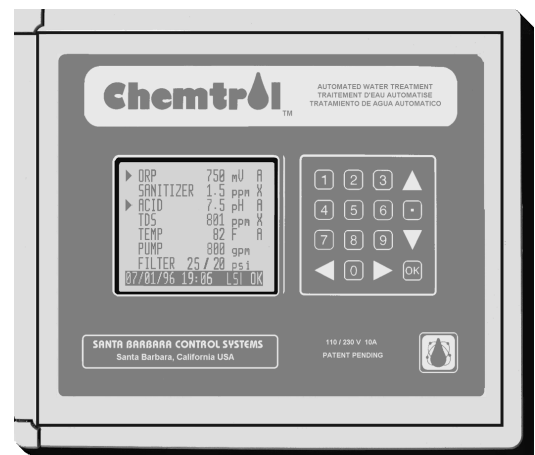 Chemtrol
TM
AUTOMATED WATER TREATMENT
TRAITEMENT D'EAU AUTOMATISE
TRATAMIENTO DE AGUA AUTOMATICO
ORP 750 mV A
SANITIZER 1.5 ppm X
ACID 7.5 pH A
TDS 801 ppm X
TEMP 82 F A
PUMP 800 gpm
FILTER 25/20 psi
07/01/96 19:06 LSI OK
1 2 3
4 5 6 •
7 8 9
0 OK
SANTA BARBARA CONTROL SYSTEMS
Santa Barbara, California USA
110 / 230 V 10A
PATENT PENDING